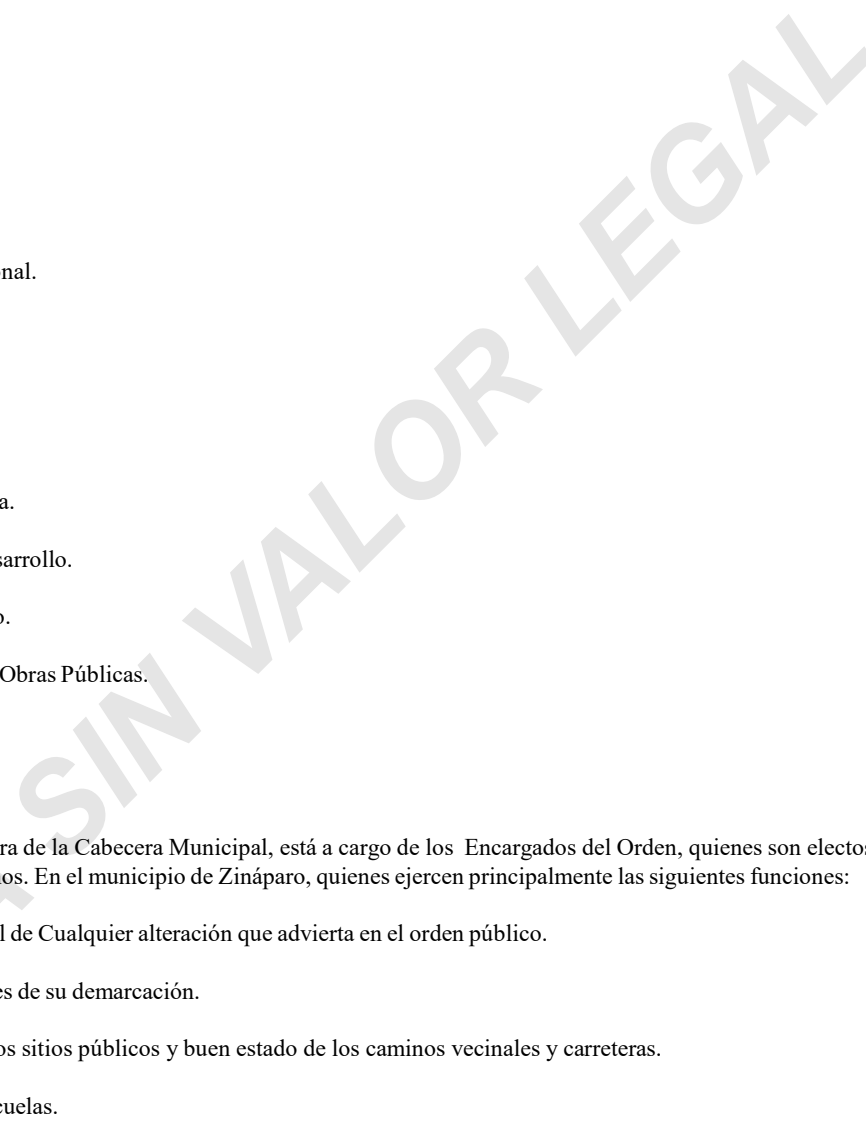 nal.
a.
sarrollo.
o.
Obras Públicas.
ra de la Cabecera Municipal, está a cargo de los Encargados del Orden, quienes son electos
os. En el municipio de Zináparo, quienes ejercen principalmente las siguientes funciones:
l de Cualquier alteración que advierta en el orden público.
es de su demarcación.
os sitios públicos y buen estado de los caminos vecinales y carreteras.
cuelas.
SIN VALOR LEGAL